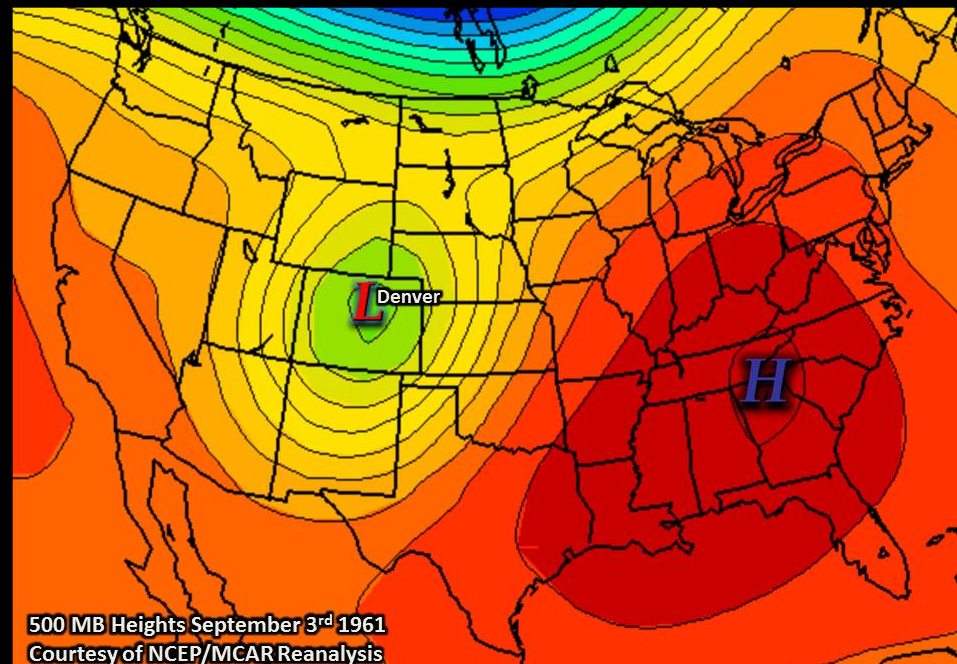 L Denver
H
500 MB Heights September 3rd 1961
Courtesy of NCEP/MCAR Reanalysis